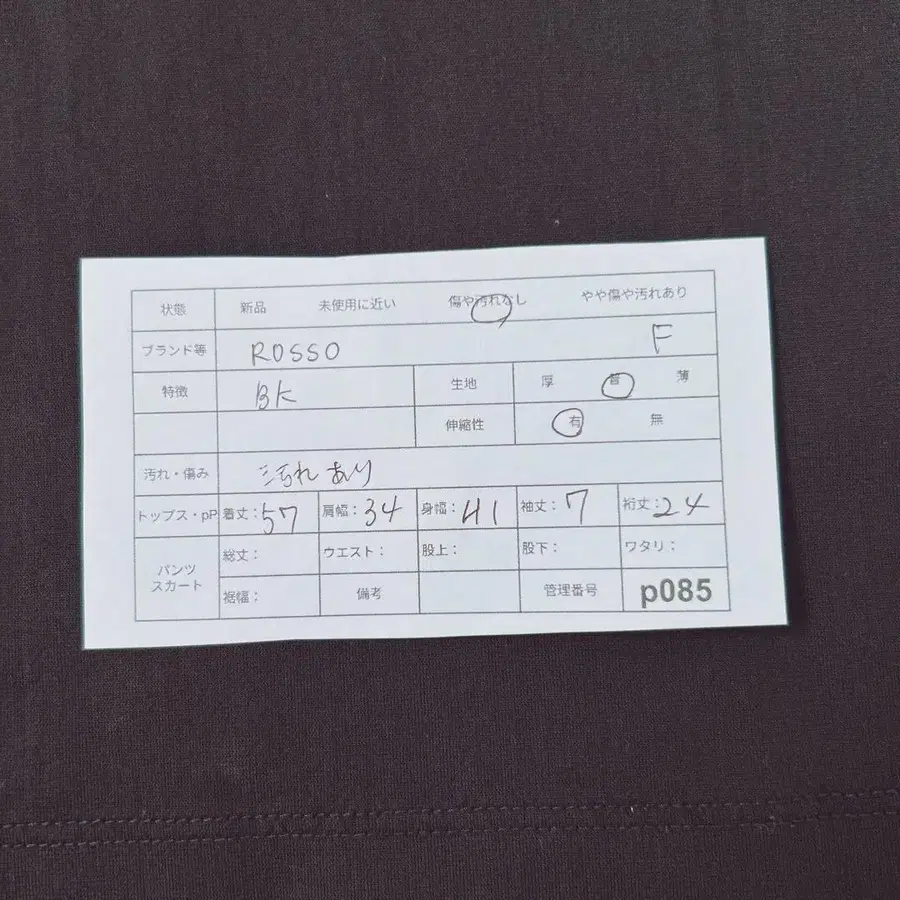 状態 新品 未使用に近い 傷や汚れなし やや傷や汚れあり
ブランド等 ROSSO F
特徴 BK 生地 厚 普 薄
伸縮性 有 無
汚れ・傷み 汚れあり
トップス・pP 着丈:57 肩幅:34 身幅:41 袖丈:7 裄丈:24
パンツ スカート 総丈: ウエスト: 股上: 股下: ワタリ:
裾幅: 備考 管理番号 p085